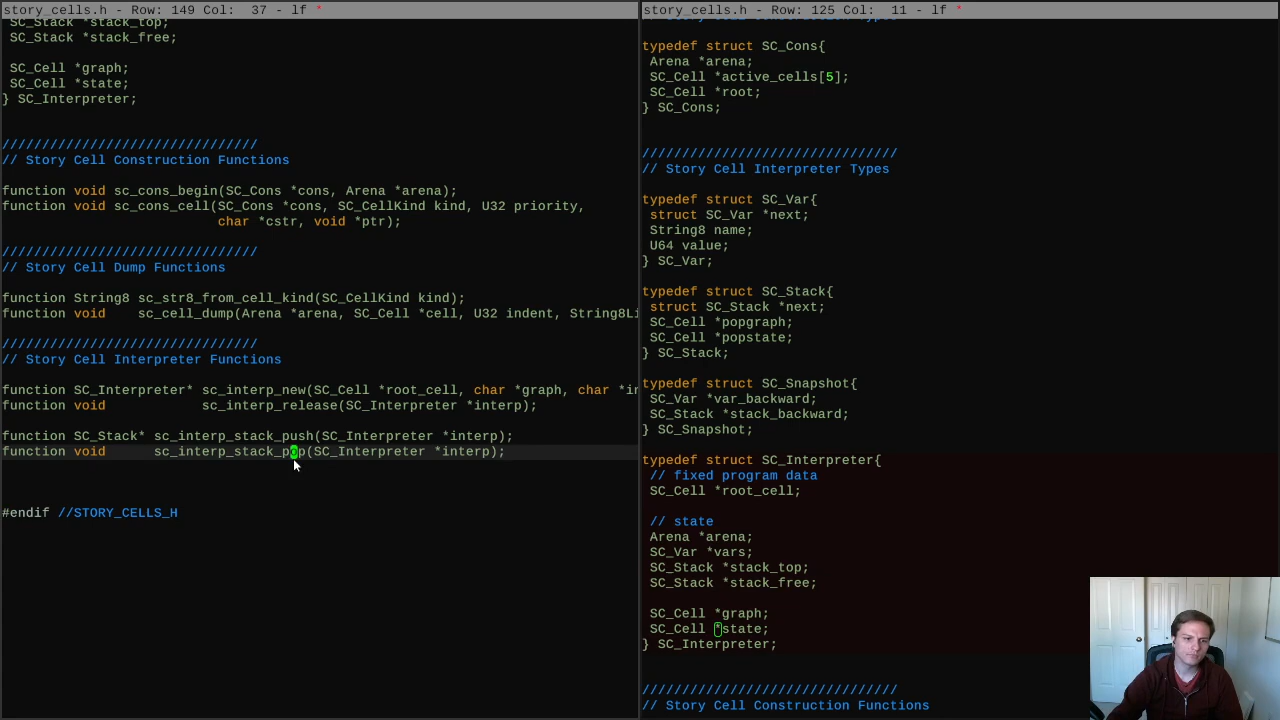 story_cells.h - Row: 149 Col:  37 - lf *
SC_Stack *stack_top;
SC_Stack *stack_free;
SC_Cell *graph;
SC_Cell *state;
} SC_Interpreter;
////////////////////////////////
// Story Cell Construction Functions
function void sc_cons_begin(SC_Cons *cons, Arena *arena);
function void sc_cons_cell(SC_Cons *cons, SC_CellKind kind, U32 priority,
char *cstr, void *ptr);
////////////////////////////////
// Story Cell Dump Functions
function String8 sc_str8_from_cell_kind(SC_CellKind kind);
function void    sc_cell_dump(Arena *arena, SC_Cell *cell, U32 indent, String8Li
////////////////////////////////
// Story Cell Interpreter Functions
function SC_Interpreter* sc_interp_new(SC_Cell *root_cell, char *graph, char *in
function void            sc_interp_release(SC_Interpreter *interp);
function SC_Stack* sc_interp_stack_push(SC_Interpreter *interp);
function void      sc_interp_stack_pop(SC_Interpreter *interp);
#endif //STORY_CELLS_H
story_cells.h - Row: 125 Col:  11 - lf *
// Story Cell Construction Types
typedef struct SC_Cons{
Arena *arena;
SC_Cell *active_cells[5];
SC_Cell *root;
} SC_Cons;
////////////////////////////////
// Story Cell Interpreter Types
typedef struct SC_Var{
struct SC_Var *next;
String8 name;
U64 value;
} SC_Var;
typedef struct SC_Stack{
struct SC_Stack *next;
SC_Cell *popgraph;
SC_Cell *popstate;
} SC_Stack;
typedef struct SC_Snapshot{
SC_Var *var_backward;
SC_Stack *stack_backward;
} SC_Snapshot;
typedef struct SC_Interpreter{
// fixed program data
SC_Cell *root_cell;
// state
Arena *arena;
SC_Var *vars;
SC_Stack *stack_top;
SC_Stack *stack_free;
SC_Cell *graph;
SC_Cell *state;
} SC_Interpreter;
////////////////////////////////
// Story Cell Construction Functions